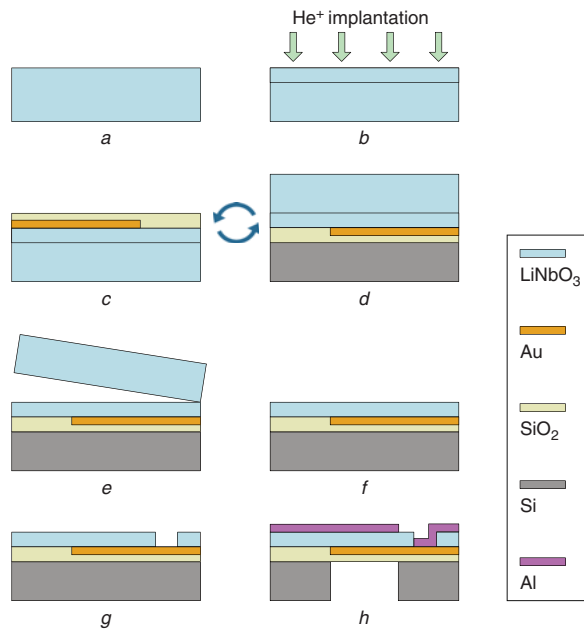 He⁺ implantation
a
b
c
d
LiNbO₃
Au
e
f
SiO₂
Si
Al
g
h